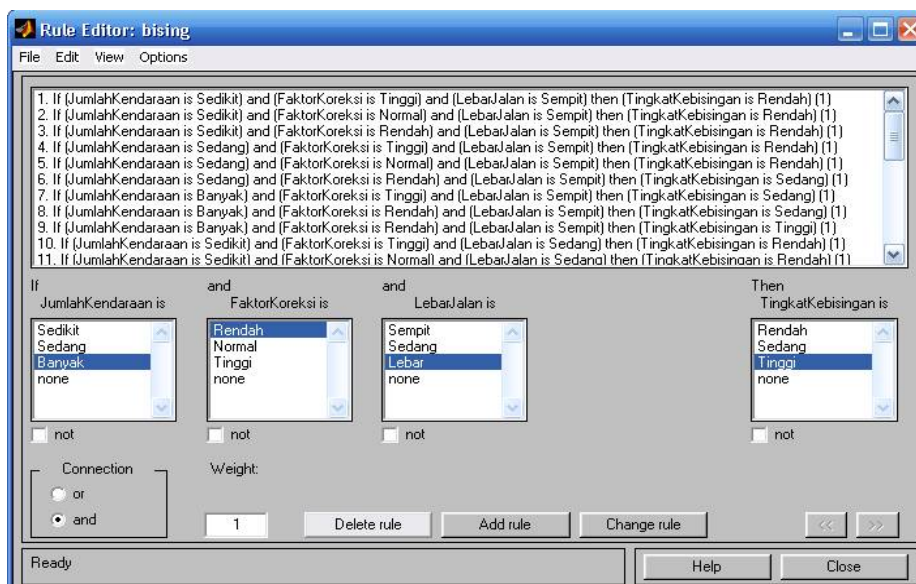 Rule Editor: bising
File Edit View Options
1. If (JumlahKendaraan is Sedikit) and (FaktorKoreksi is Tinggi) and (LebarJalan is Sempit) then (TingkatKebisingan is Rendah) (1)
2. If (JumlahKendaraan is Sedikit) and (FaktorKoreksi is Normal) and (LebarJalan is Sempit) then (TingkatKebisingan is Rendah) (1)
3. If (JumlahKendaraan is Sedikit) and (FaktorKoreksi is Rendah) and (LebarJalan is Sempit) then (TingkatKebisingan is Rendah) (1)
4. If (JumlahKendaraan is Sedang) and (FaktorKoreksi is Tinggi) and (LebarJalan is Sempit) then (TingkatKebisingan is Rendah) (1)
5. If (JumlahKendaraan is Sedang) and (FaktorKoreksi is Normal) and (LebarJalan is Sempit) then (TingkatKebisingan is Rendah) (1)
6. If (JumlahKendaraan is Sedang) and (FaktorKoreksi is Rendah) and (LebarJalan is Sempit) then (TingkatKebisingan is Sedang) (1)
7. If (JumlahKendaraan is Banyak) and (FaktorKoreksi is Tinggi) and (LebarJalan is Sempit) then (TingkatKebisingan is Sedang) (1)
8. If (JumlahKendaraan is Banyak) and (FaktorKoreksi is Rendah) and (LebarJalan is Sempit) then (TingkatKebisingan is Sedang) (1)
9. If (JumlahKendaraan is Banyak) and (FaktorKoreksi is Rendah) and (LebarJalan is Sempit) then (TingkatKebisingan is Tinggi) (1)
10. If (JumlahKendaraan is Sedikit) and (FaktorKoreksi is Tinggi) and (LebarJalan is Sedang) then (TingkatKebisingan is Rendah) (1)
11. If (JumlahKendaraan is Sedikit) and (FaktorKoreksi is Normal) and (LebarJalan is Sedang) then (TingkatKebisingan is Rendah) (1)
If
JumlahKendaraan is
Sedikit
Sedang
Banyak
none
not
and
FaktorKoreksi is
Rendah
Normal
Tinggi
none
not
and
LebarJalan is
Sempit
Sedang
Lebar
none
not
Then
TingkatKebisingan is
Rendah
Sedang
Tinggi
none
not
Connection
or
and
Weight:
1
Delete rule
Add rule
Change rule
<<
>>
Ready
Help
Close